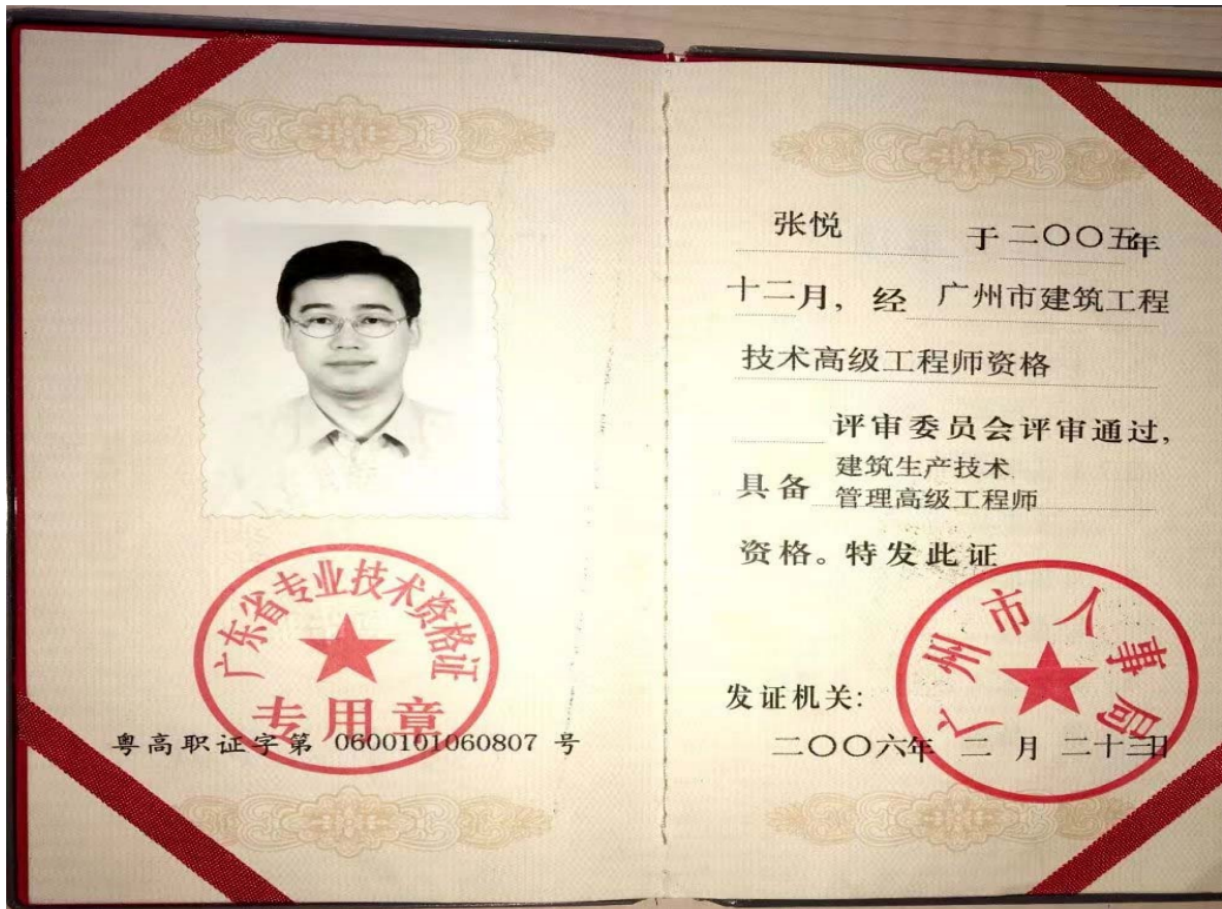 广东省专业技术资格证
专用章
粤高职证字第 0600101060807 号
张悦 于二〇〇五年
十二月，经 广州市建筑工程
技术高级工程师资格
评审委员会评审通过，
具备 建筑生产技术
管理高级工程师
资格。特发此证
广州市人事局
发证机关：
二〇〇六年 二 月 二十二日